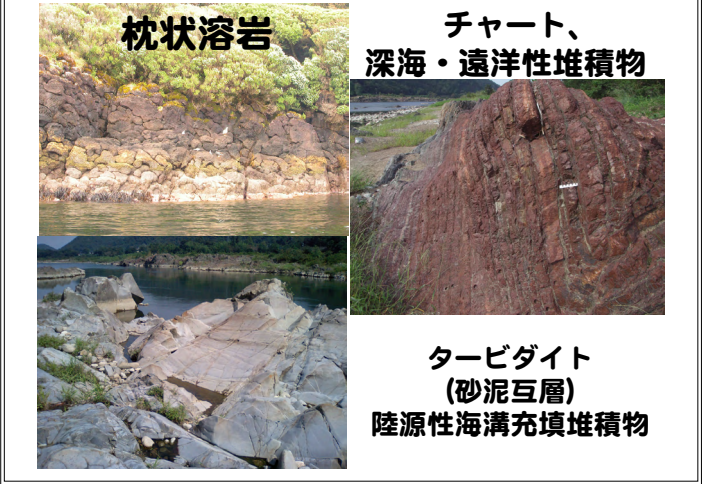 枕状溶岩
チャート、
深海・遠洋性堆積物
タービダイト
(砂泥互層)
陸源性海溝充填堆積物